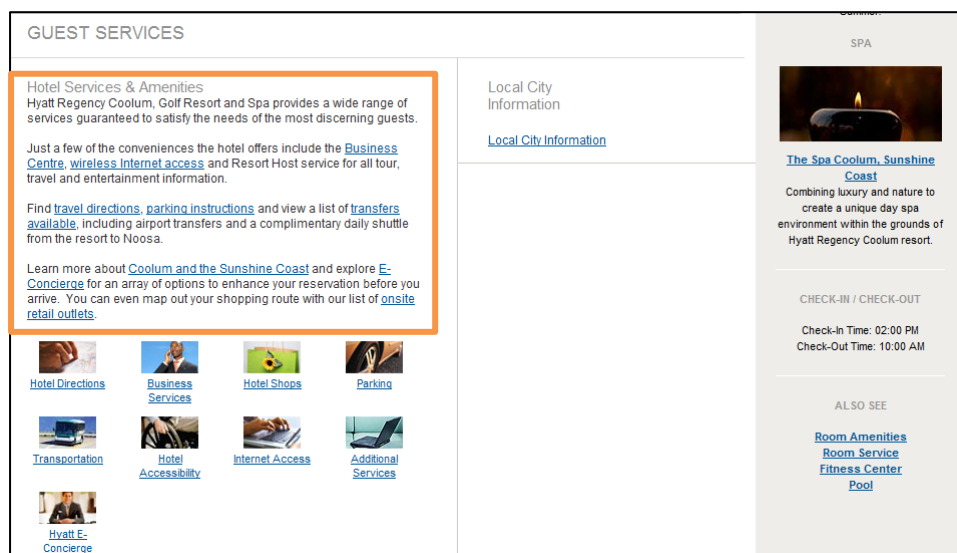 GUEST SERVICES
Hotel Services & Amenities
Hyatt Regency Coolum, Golf Resort and Spa provides a wide range of
services guaranteed to satisfy the needs of the most discerning guests.
Just a few of the conveniences the hotel offers include the Business
Centre, wireless Internet access and Resort Host service for all tour,
travel and entertainment information.
Find travel directions, parking instructions and view a list of transfers
available, including airport transfers and a complimentary daily shuttle
from the resort to Noosa.
Learn more about Coolum and the Sunshine Coast and explore E-
Concierge for an array of options to enhance your reservation before you
arrive.  You can even map out your shopping route with our list of onsite
retail outlets.
Hotel Directions
Business
Services
Hotel Shops
Parking
Transportation
Hotel
Accessibility
Internet Access
Additional
Services
Hyatt E-
Concierge
Local City
Information
Local City Information
SPA
The Spa Coolum, Sunshine
Coast
Combining luxury and nature to
create a unique day spa
environment within the grounds of
Hyatt Regency Coolum resort.
CHECK-IN / CHECK-OUT
Check-In Time: 02:00 PM
Check-Out Time: 10:00 AM
ALSO SEE
Room Amenities
Room Service
Fitness Center
Pool